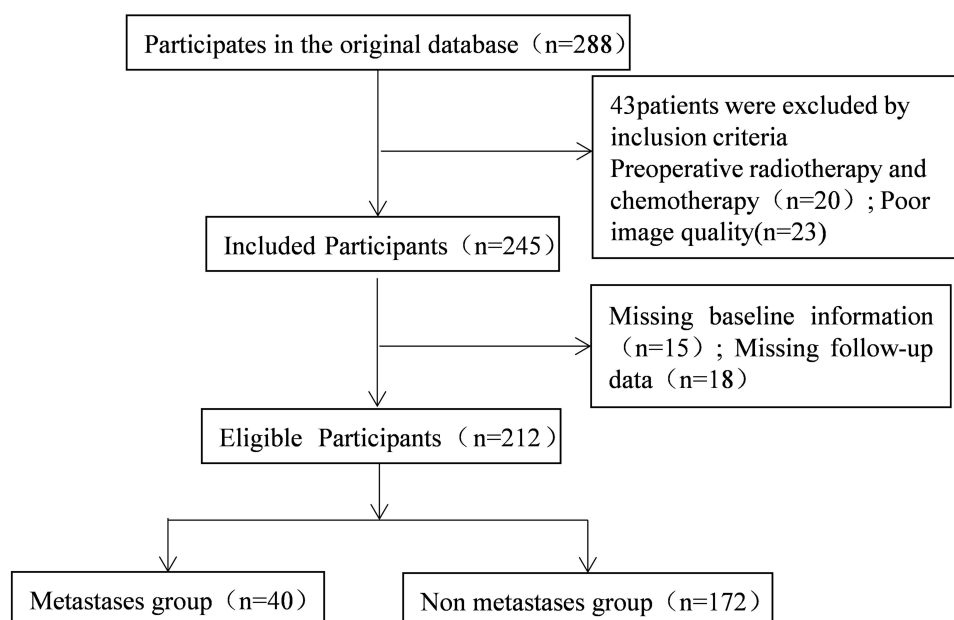 Participates in the original database（n=288）
43patients were excluded by
inclusion criteria
Preoperative radiotherapy and
chemotherapy（n=20）; Poor
image quality(n=23)
Included Participants（n=245）
Missing baseline information
（n=15）; Missing follow-up
data（n=18）
Eligible Participants（n=212）
Metastases group（n=40）
Non metastases group（n=172）